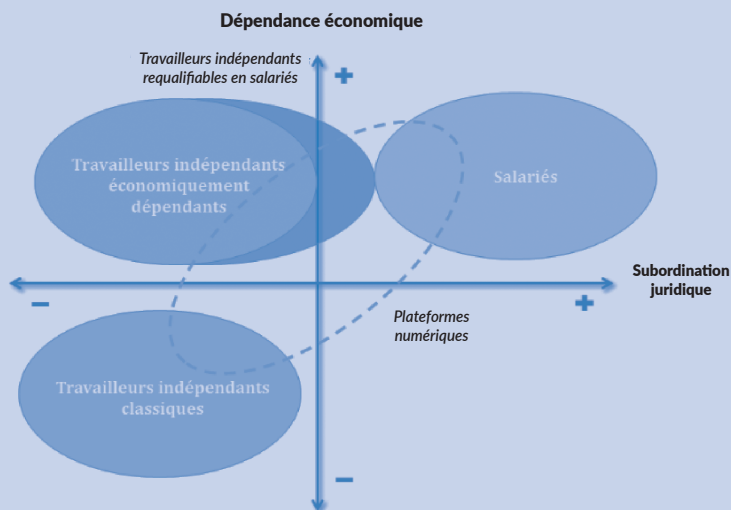 Dépendance économique
Travailleurs indépendants
requalifiables en salariés
+
Travailleurs indépendants
économiquement
dépendants
Salariés
Subordination
juridique
−
+
Plateformes
numériques
Travailleurs indépendants
classiques
−